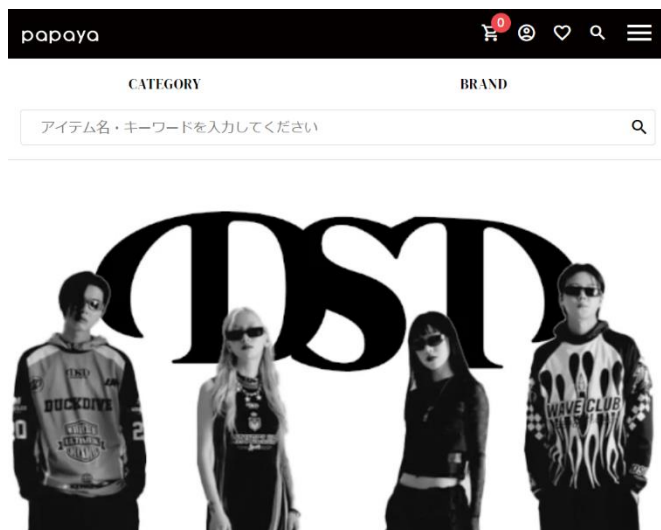 papaya
0
CATEGORY
BRAND
アイテム名・キーワードを入力してください
DSD
DUCKDIVE
WAVE CLUB